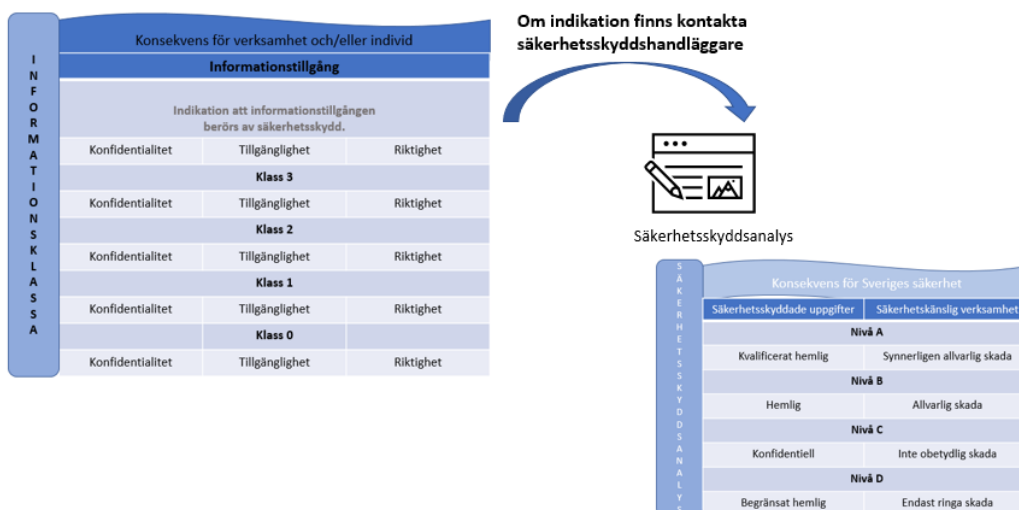 INFORMATIONSKLASSA
Konsekvens för verksamhet och/eller individ
Informationstillgång
Indikation att informationstillgången
berörs av säkerhetsskydd.
Konfidentialitet Tillgänglighet Riktighet
Klass 3
Konfidentialitet Tillgänglighet Riktighet
Klass 2
Konfidentialitet Tillgänglighet Riktighet
Klass 1
Konfidentialitet Tillgänglighet Riktighet
Klass 0
Konfidentialitet Tillgänglighet Riktighet
Om indikation finns kontakta
säkerhetsskyddshandläggare
Säkerhetsskyddsanalys
SÄKERHETSSKYDDSANALYS
Konsekvens för Sveriges säkerhet
Säkerhetsskyddade uppgifter Säkerhetskänslig verksamhet
Nivå A
Kvalificerat hemlig Synnerligen allvarlig skada
Nivå B
Hemlig Allvarlig skada
Nivå C
Konfidentiell Inte obetydlig skada
Nivå D
Begränsat hemlig Endast ringa skada